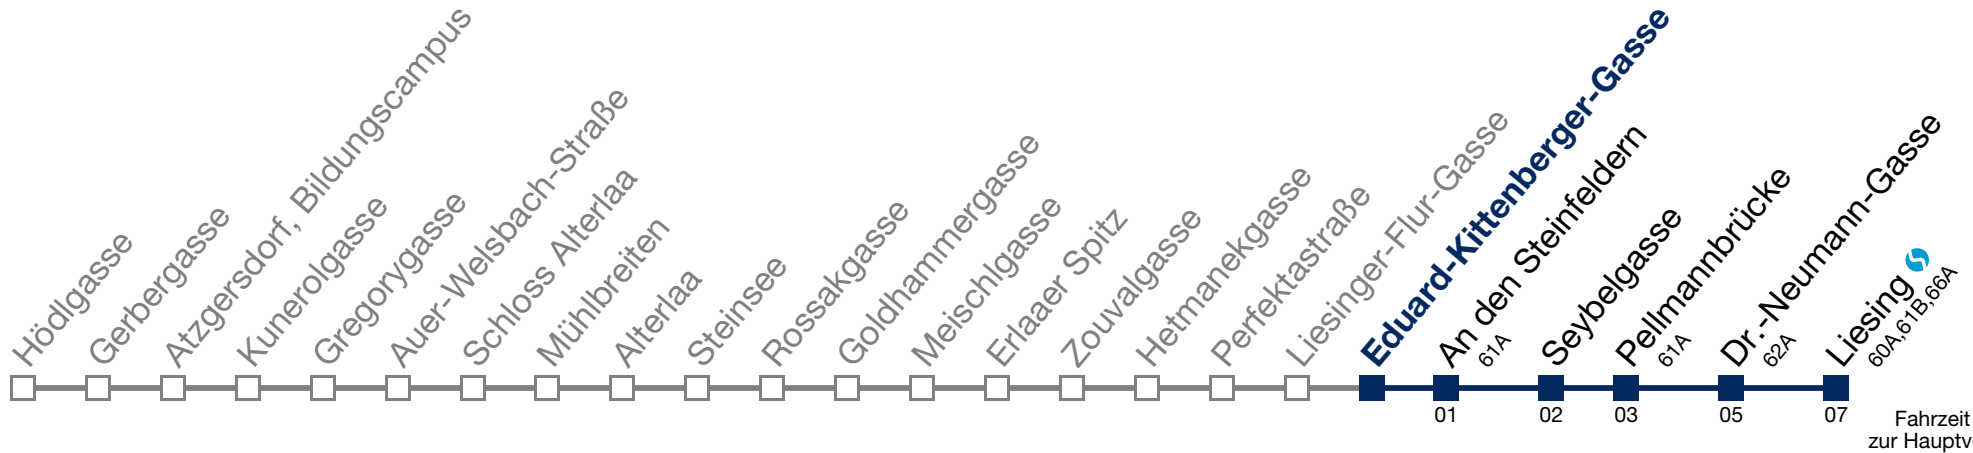 Hödlgasse
Gerbergasse
Atzgersdorf, Bildungscampus
Kunerolgasse
Gregorygasse
Auer-Welsbach-Straße
Schloss Alterlaa
Mühlbreiten
Alterlaa
Steinsee
Rossakgasse
Goldhammergasse
Meischlgasse
Erlaaer Spitz
Zouvalgasse
Hetmanekgasse
Perfektastraße
Liesinger-Flur-Gasse
Eduard-Kittenberger-Gasse
An den Steinfeldern
61A
Seybelgasse
Pellmannbrücke
61A
Dr.-Neumann-Gasse
62A
Liesing
60A,61B,66A
01 02 03 05 07
Fahrzeit
zur Hauptv